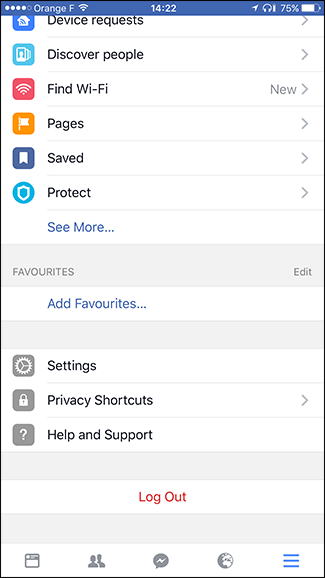 Orange F 14:22 75%
Device requests
Discover people
Find Wi-Fi New
Pages
Saved
Protect
See More...
FAVOURITES Edit
Add Favourites...
Settings
Privacy Shortcuts
? Help and Support
Log Out